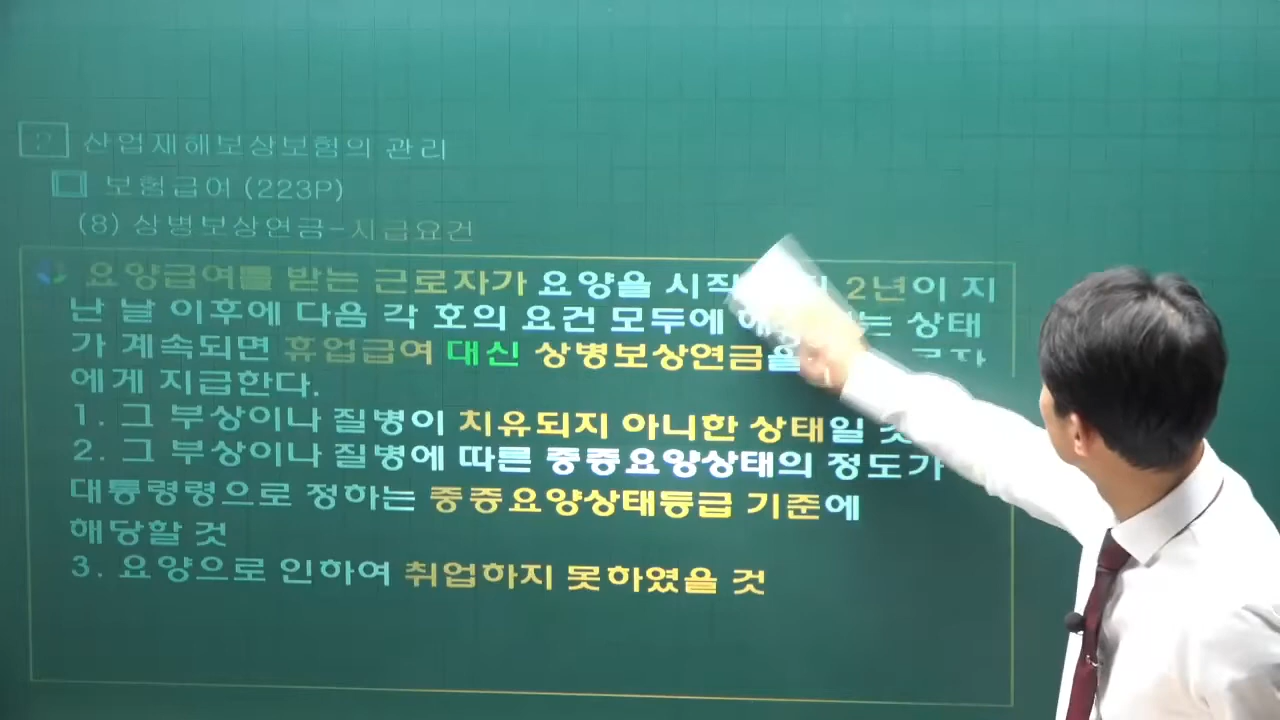 2 산업재해보상보험의 관리
보험급여 (223P)
(8) 상병보상연금-지급요건
요양급여를 받는 근로자가 요양을 시작 2년이 지
난 날 이후에 다음 각 호의 요건 모두에 상태
가 계속되면 휴업급여 대신 상병보상연금을
에게 지급한다.
1. 그 부상이나 질병이 치유되지 아니한 상태일
2. 그 부상이나 질병에 따른 중증요양상태의 정도가
대통령령으로 정하는 중증요양상태등급 기준에
해당할 것
3. 요양으로 인하여 취업하지 못하였을 것